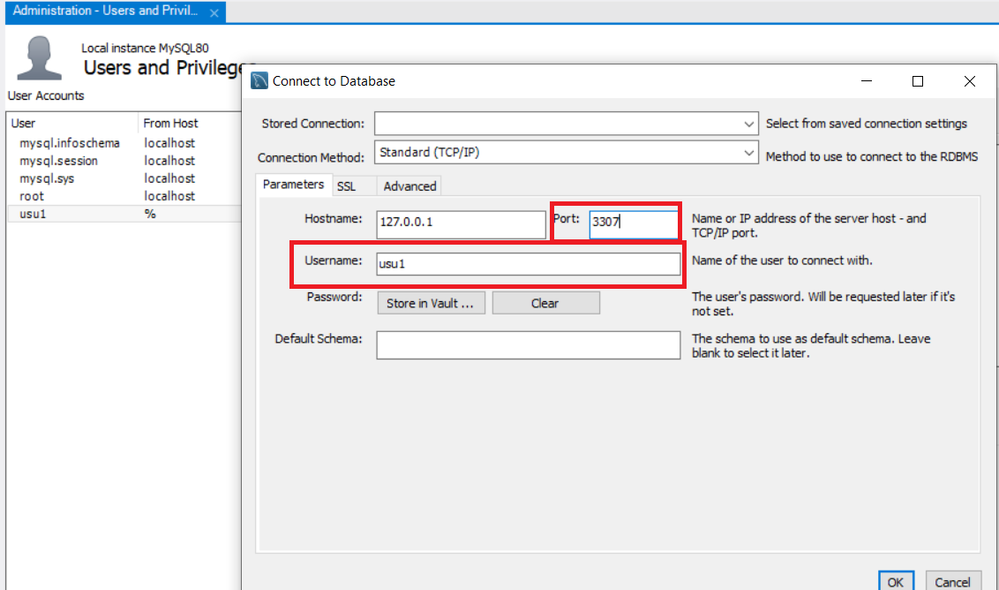 Administration - Users and Privil...
Local instance MySQL80
Users and Privilege
User Accounts
User From Host
mysql.infoschema localhost
mysql.session localhost
mysql.sys localhost
root localhost
usu1 %
Connect to Database
Stored Connection: Select from saved connection settings
Connection Method: Standard (TCP/IP) Method to use to connect to the RDBMS
Parameters SSL Advanced
Hostname: 127.0.0.1 Port: 3307 Name or IP address of the server host - and
TCP/IP port.
Username: usu1 Name of the user to connect with.
Password: Store in Vault ... Clear The user's password. Will be requested later if it's
not set.
Default Schema: The schema to use as default schema. Leave
blank to select it later.
OK Cancel